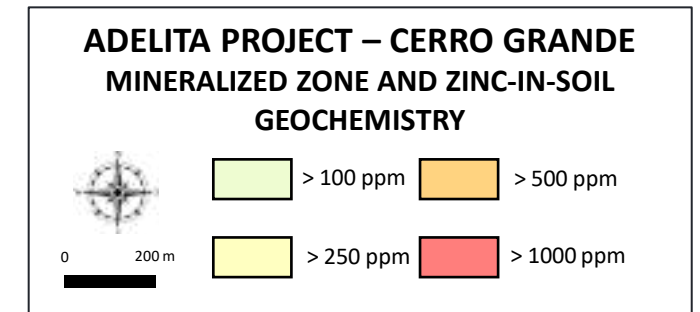 ADELITA PROJECT – CERRO GRANDE
MINERALIZED ZONE AND ZINC-IN-SOIL
GEOCHEMISTRY
> 100 ppm
> 500 ppm
0 200 m
> 250 ppm
> 1000 ppm